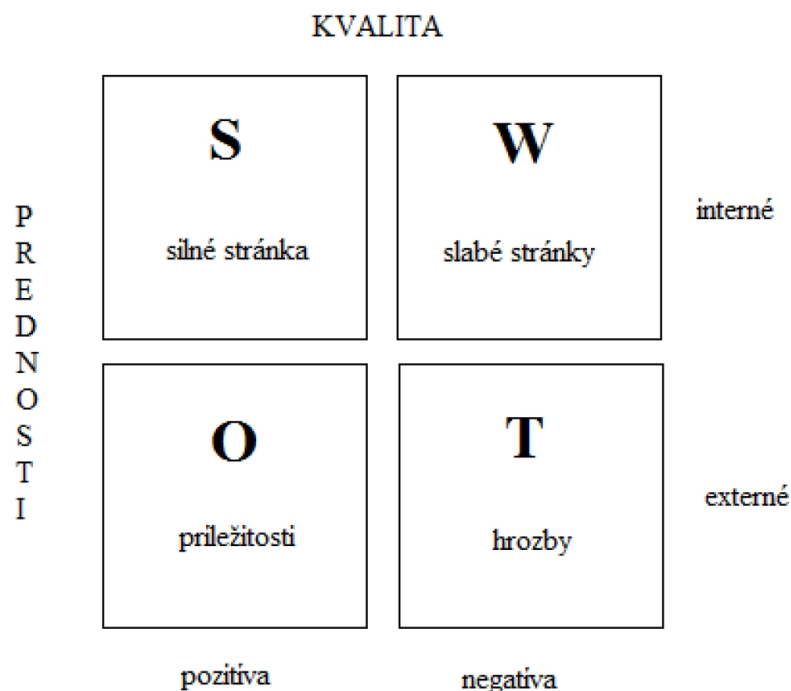 KVALITA
S
W
P
R
E
D
N
O
S
T
I
silné stránka
slabé stránky
interné
O
T
príležitosti
hrozby
externé
pozitíva
negatíva